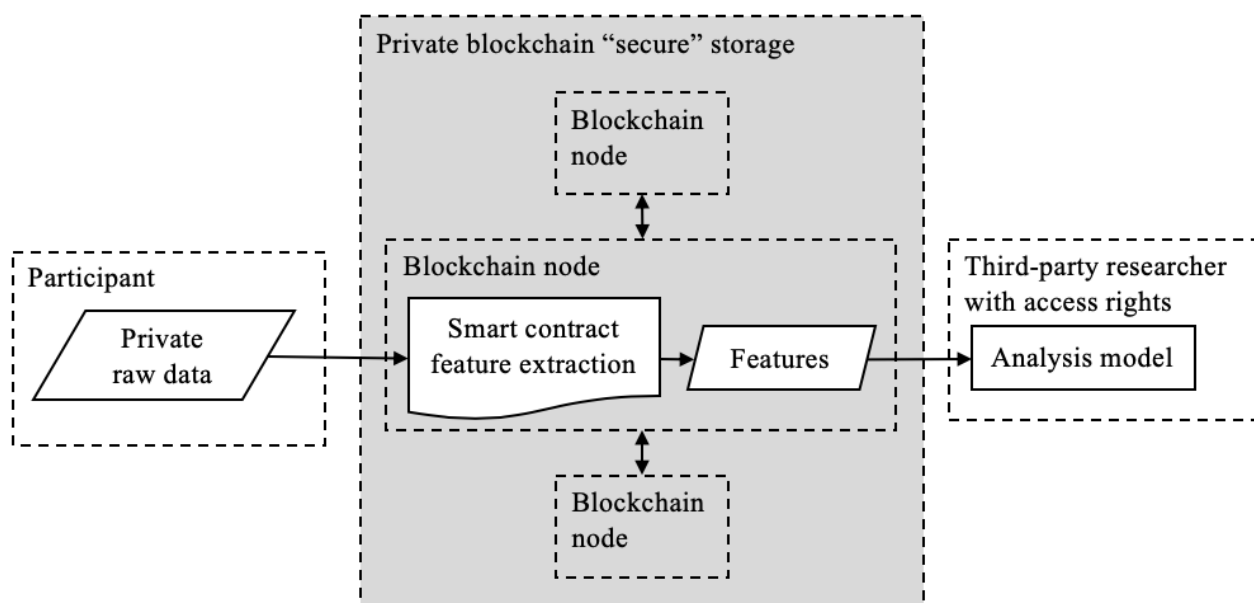 Private blockchain “secure” storage
Blockchain
node
Participant
Private
raw data
Blockchain node
Smart contract
feature extraction
Features
Third-party researcher
with access rights
Analysis model
Blockchain
node